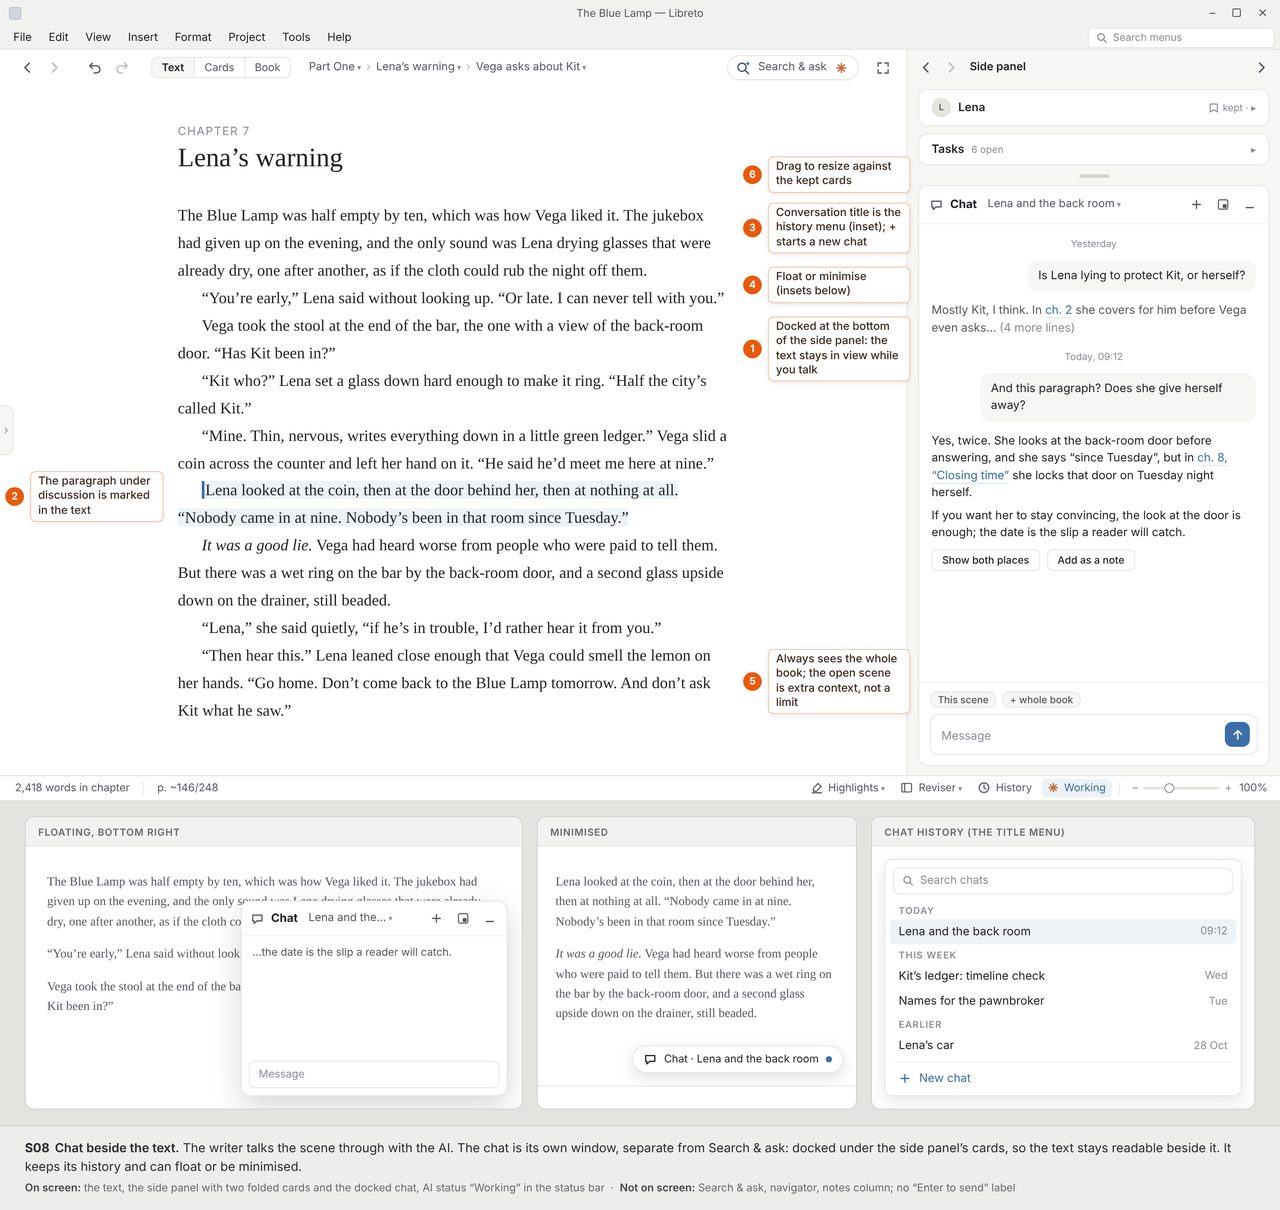 The Blue Lamp — Libreto
File Edit View Insert Format Project Tools Help
Search menus
Text Cards Book
Part One › Lena’s warning › Vega asks about Kit
Search & ask
CHAPTER 7
Lena’s warning
The Blue Lamp was half empty by ten, which was how Vega liked it. The jukebox
had given up on the evening, and the only sound was Lena drying glasses that were
already dry, one after another, as if the cloth could rub the night off them.
“You’re early,” Lena said without looking up. “Or late. I can never tell with you.”
Vega took the stool at the end of the bar, the one with a view of the back-room
door. “Has Kit been in?”
“Kit who?” Lena set a glass down hard enough to make it ring. “Half the city’s
called Kit.”
“Mine. Thin, nervous, writes everything down in a little green ledger.” Vega slid a
coin across the counter and left her hand on it. “He said he’d meet me here at nine.”
Lena looked at the coin, then at the door behind her, then at nothing at all.
“Nobody came in at nine. Nobody’s been in that room since Tuesday.”
It was a good lie. Vega had heard worse from people who were paid to tell them.
But there was a wet ring on the bar by the back-room door, and a second glass upside
down on the drainer, still beaded.
“Lena,” she said quietly, “if he’s in trouble, I’d rather hear it from you.”
“Then hear this.” Lena leaned close enough that Vega could smell the lemon on
her hands. “Go home. Don’t come back to the Blue Lamp tomorrow. And don’t ask
Kit what he saw.”
2
The paragraph under
discussion is marked
in the text
6
Drag to resize against
the kept cards
3
Conversation title is the
history menu (inset); +
starts a new chat
4
Float or minimise
(insets below)
1
Docked at the bottom
of the side panel: the
text stays in view while
you talk
5
Always sees the whole
book; the open scene
is extra context, not a
limit
Side panel
L Lena kept ·
Tasks 6 open
Chat Lena and the back room
Yesterday
Is Lena lying to protect Kit, or herself?
Mostly Kit, I think. In ch. 2 she covers for him before Vega
even asks... (4 more lines)
Today, 09:12
And this paragraph? Does she give herself
away?
Yes, twice. She looks at the back-room door before
answering, and she says “since Tuesday”, but in ch. 8,
“Closing time” she locks that door on Tuesday night
herself.
If you want her to stay convincing, the look at the door is
enough; the date is the slip a reader will catch.
Show both places Add as a note
This scene + whole book
Message
2,418 words in chapter p. ~146/248
Highlights Reviser History Working − + 100%
FLOATING, BOTTOM RIGHT
The Blue Lamp was half empty by ten, which was how Vega liked it. The jukebox had
given up on the evening, and the only sound was Lena drying glasses that were already
dry, one after another, as if the cloth co
“You’re early,” Lena said without look
Vega took the stool at the end of the ba
Kit been in?”
Chat Lena and the...
...the date is the slip a reader will catch.
Message
MINIMISED
Lena looked at the coin, then at the door behind her,
then at nothing at all. “Nobody came in at nine.
Nobody’s been in that room since Tuesday.”
It was a good lie. Vega had heard worse from people
who were paid to tell them. But there was a wet ring on
the bar by the back-room door, and a second glass
upside down on the drainer, still beaded.
Chat · Lena and the back room
CHAT HISTORY (THE TITLE MENU)
Search chats
TODAY
Lena and the back room 09:12
THIS WEEK
Kit’s ledger: timeline check Wed
Names for the pawnbroker Tue
EARLIER
Lena’s car 28 Oct
+ New chat
S08 Chat beside the text. The writer talks the scene through with the AI. The chat is its own window, separate from Search & ask: docked under the side panel’s cards, so the text stays readable beside it. It
keeps its history and can float or be minimised.
On screen: the text, the side panel with two folded cards and the docked chat, AI status “Working” in the status bar · Not on screen: Search & ask, navigator, notes column; no “Enter to send” label